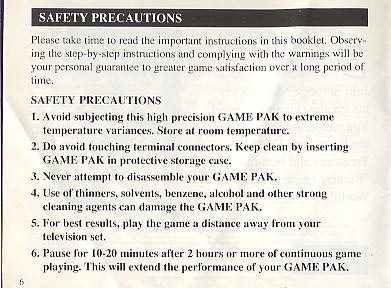 SAFETY PRECAUTIONS
Please take time to read the important instructions in this booklet. Observ-
ing the step-by-step instructions and complying with the warnings will be
your personal guarantee to greater game satisfaction over a long period of
time.
SAFETY PRECAUTIONS
1. Avoid subjecting this high precision GAME PAK to extreme
temperature variances. Store at room temperature.
2. Do avoid touching terminal connectors. Keep clean by inserting
GAME PAK in protective storage case.
3. Never attempt to disassemble your GAME PAK.
4. Use of thinners, solvents, benzene, alcohol and other strong
cleaning agents can damage the GAME PAK.
5. For best results, play the game a distance away from your
television set.
6. Pause for 10-20 minutes after 2 hours or more of continuous game
playing. This will extend the performance of your GAME PAK.
6